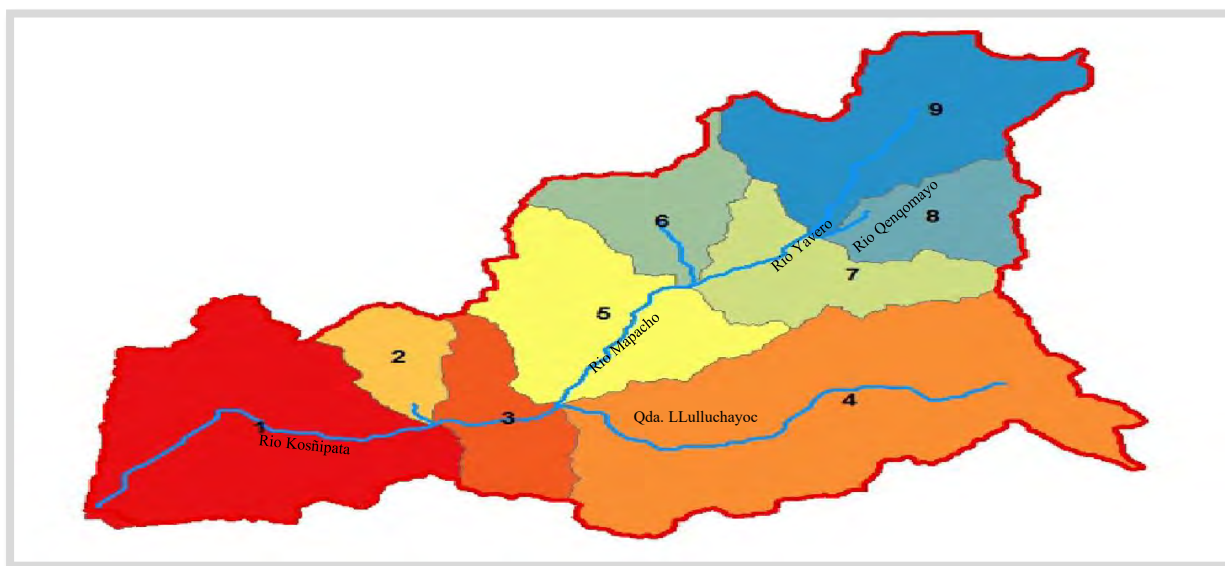 9
Rio Qenqomayo
8
6
Rio Yavero
7
5
Rio Mapacho
2
3
Qda. LLulluchayoc
4
1
Rio Kosñipata